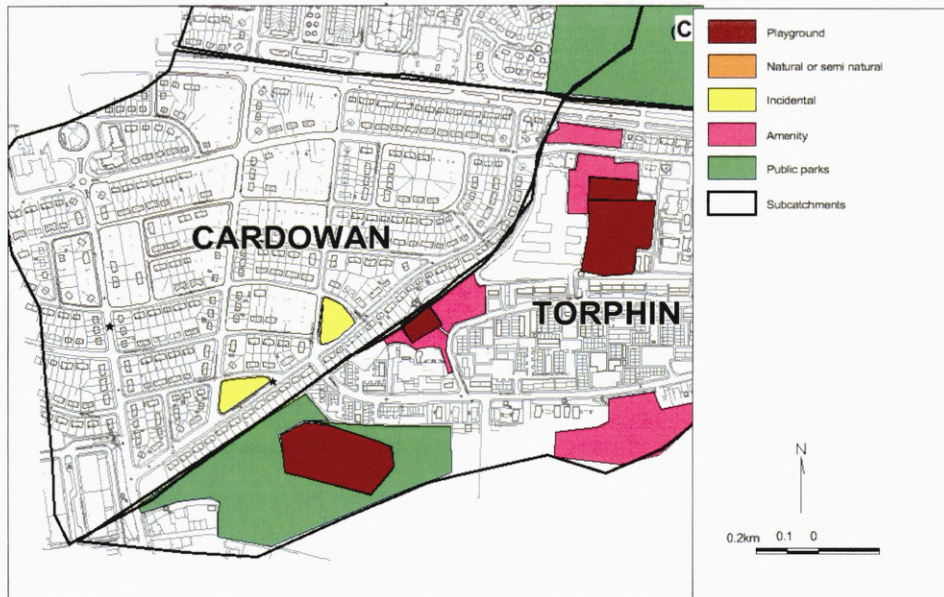 C
Playground
Natural or semi natural
Incidental
Amenity
Public parks
Subcatchments
CARDOWAN
TORPHIN
N
0.2km 0.1 0